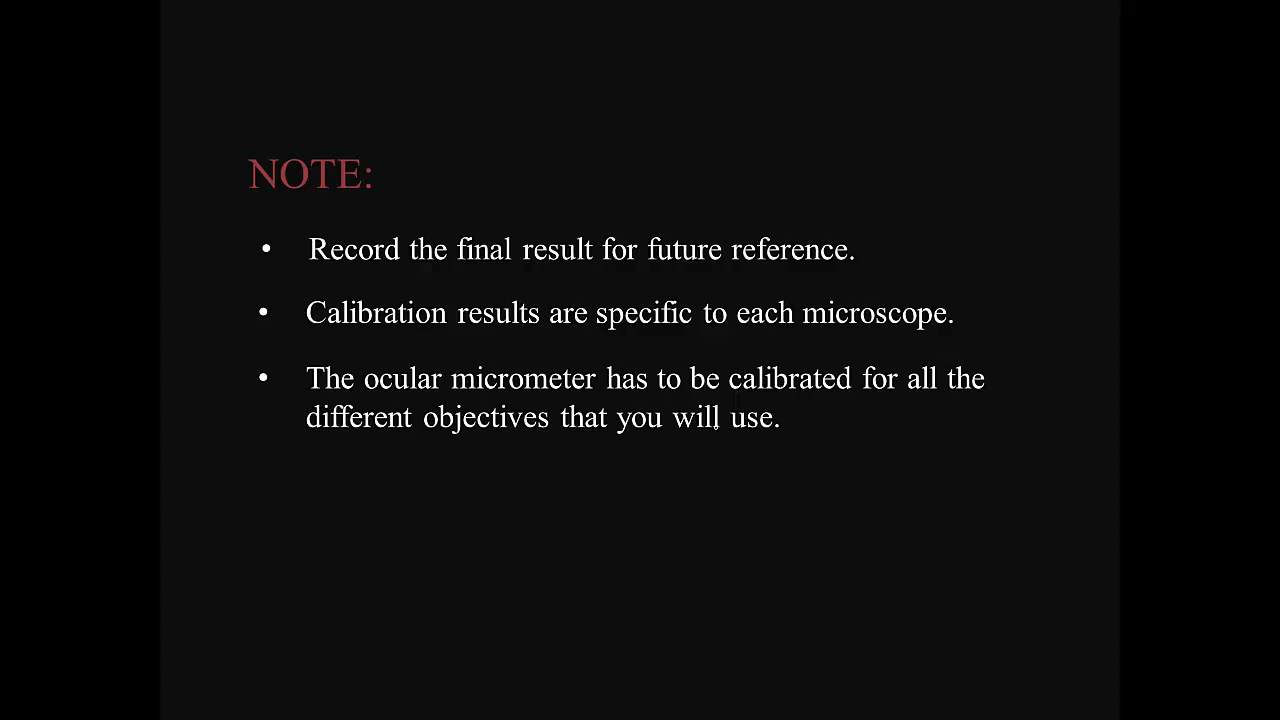 NOTE:
• Record the final result for future reference.
• Calibration results are specific to each microscope.
• The ocular micrometer has to be calibrated for all the
different objectives that you will use.